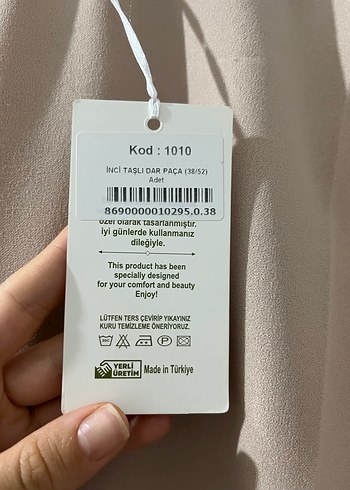 Kod : 1010
İNCİ TAŞLI DAR PAÇA (38/52)
Adet
8690000010295.0.38
özel olarak tasarlanmıştır.
iyi günlerde kullanmanız
dileğiyle.
This product has been
specially designed
for your comfort and beauty
Enjoy!
LÜTFEN TERS ÇEVİRİP YIKAYINIZ
KURU TEMİZLEME ÖNERİYORUZ.
P
YERLİ
ÜRETİM
Made in Türkiye